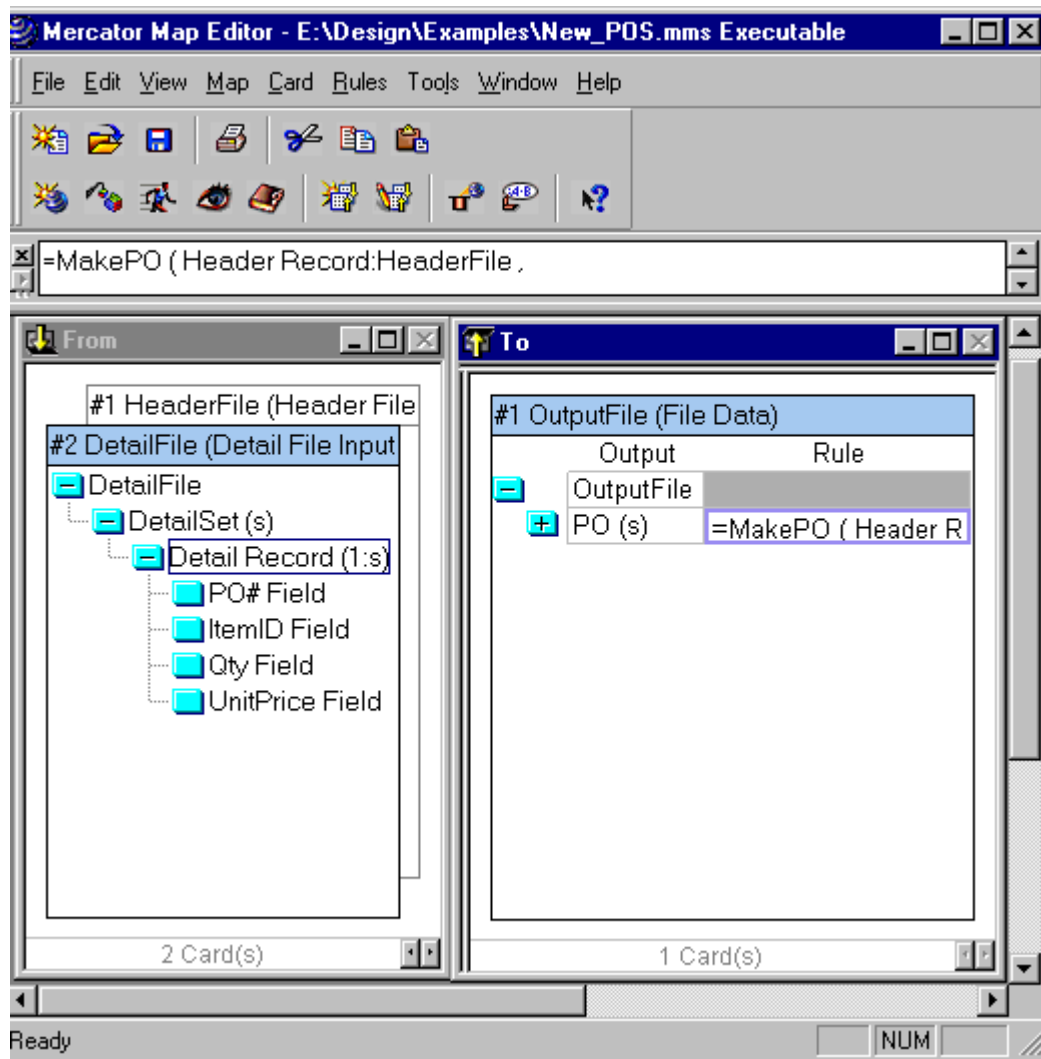 Mercator Map Editor - E:\Design\Examples\New_POS.mms Executable
File Edit View Map Card Rules Tools Window Help
=MakePO ( Header Record:HeaderFile ,
From
#1 HeaderFile (Header File
#2 DetailFile (Detail File Input
DetailFile
DetailSet (s)
Detail Record (1:s)
PO# Field
ItemID Field
Qty Field
UnitPrice Field
2 Card(s)
To
#1 OutputFile (File Data)
Output Rule
OutputFile
PO (s) =MakePO ( Header R
1 Card(s)
Ready NUM